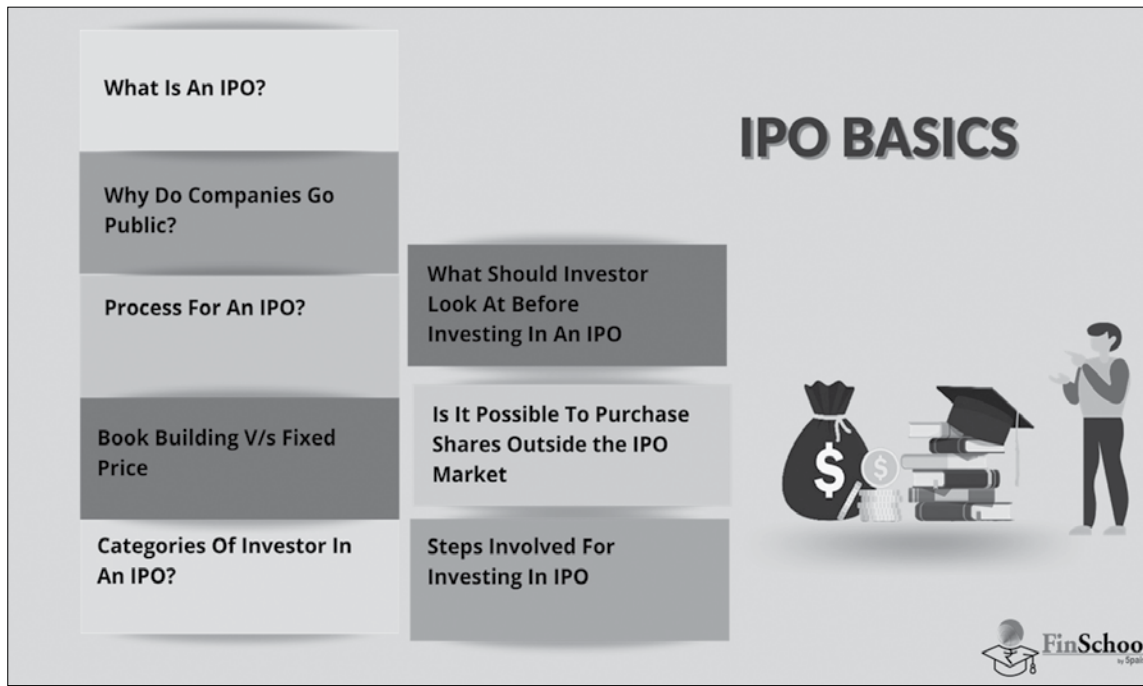 What Is An IPO?
Why Do Companies Go
Public?
Process For An IPO?
Book Building V/s Fixed
Price
Categories Of Investor In
An IPO?
IPO BASICS
What Should Investor
Look At Before
Investing In An IPO
Is It Possible To Purchase
Shares Outside the IPO
Market
Steps Involved For
Investing In IPO
$
$
FinSchoo
by 5pai